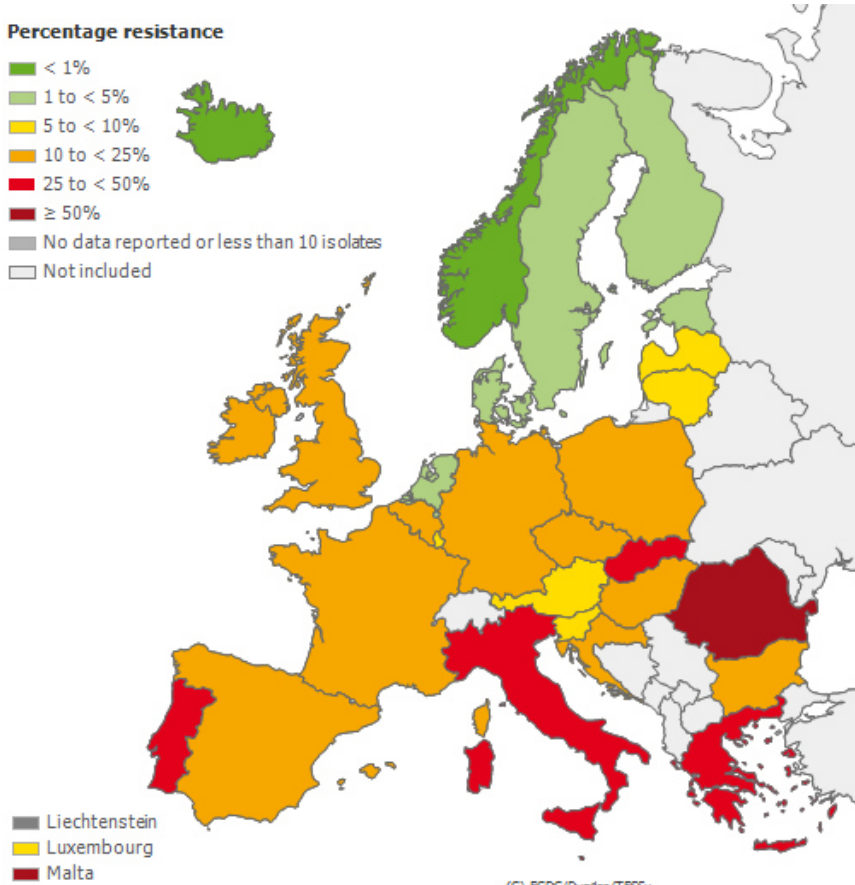 Percentage resistance
< 1%
1 to < 5%
5 to < 10%
10 to < 25%
25 to < 50%
≥ 50%
No data reported or less than 10 isolates
Not included
Liechtenstein
Luxembourg
Malta